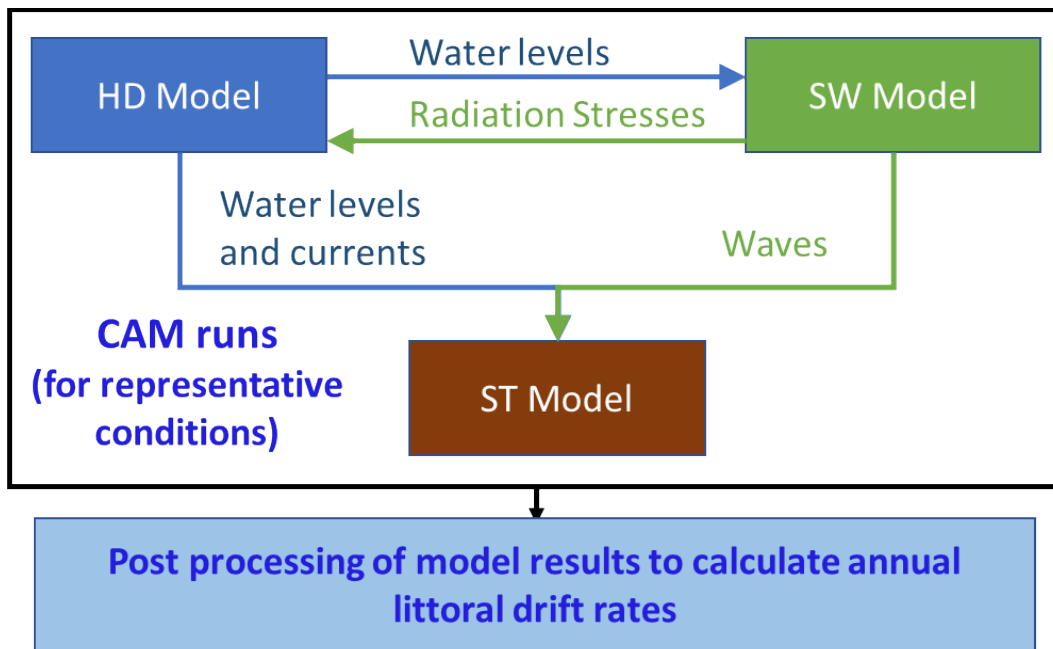 Water levels
HD Model
SW Model
Radiation Stresses
Water levels
and currents
Waves
CAM runs
(for representative
conditions)
ST Model
Post processing of model results to calculate annual
littoral drift rates